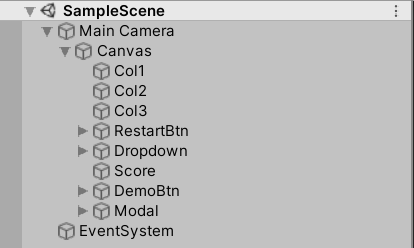 SampleScene
Main Camera
Canvas
Col1
Col2
Col3
RestartBtn
Dropdown
Score
DemoBtn
Modal
EventSystem